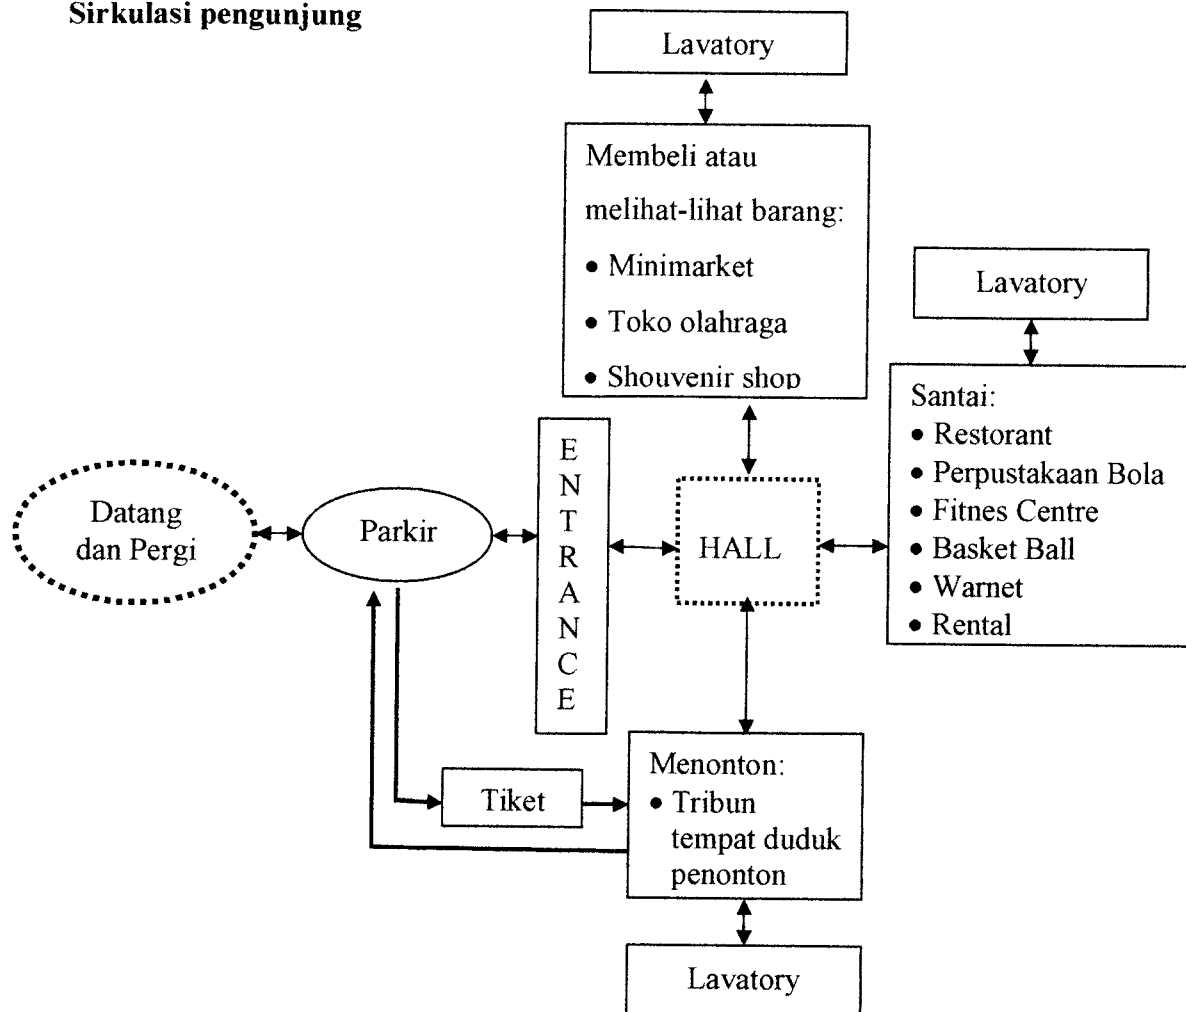 Sirkulasi pengunjung
Lavatory
Membeli atau
melihat-lihat barang:
• Minimarket
• Toko olahraga
• Shouvenir shop
Lavatory
Santai:
• Restorant
• Perpustakaan Bola
• Fitnes Centre
• Basket Ball
• Warnet
• Rental
Datang
dan Pergi
Parkir
ENTRANCE
HALL
Tiket
Menonton:
• Tribun
tempat duduk
penonton
Lavatory